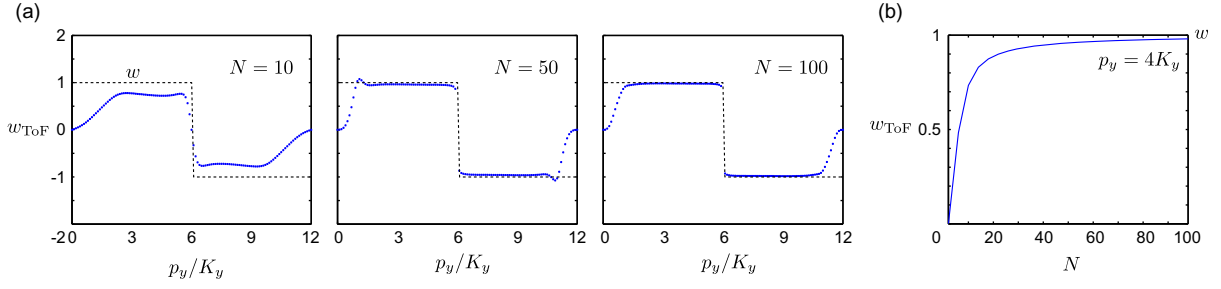 (a)
(b)
2
1
0
-1
-2
w_ToF
w
N = 10
N = 50
N = 100
0 3 6 9 12
0 3 6 9 12
0 3 6 9 12
p_y/K_y
p_y/K_y
p_y/K_y
1
0.5
0
w_ToF
w
p_y = 4K_y
20 40 60 80 100
N